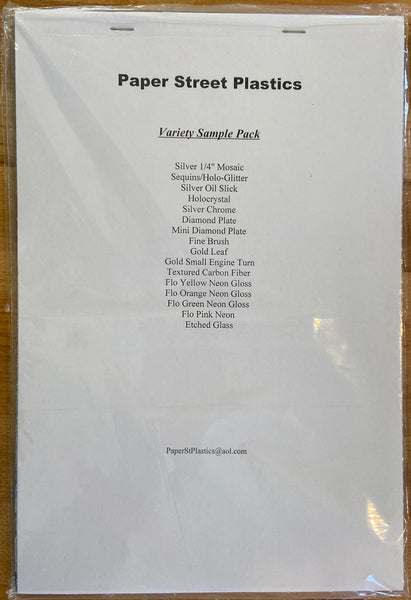 Paper Street Plastics
Variety Sample Pack
Silver 1/4" Mosaic
Sequins/Holo-Glitter
Silver Oil Slick
Holocrystal
Silver Chrome
Diamond Plate
Mini Diamond Plate
Fine Brush
Gold Leaf
Gold Small Engine Turn
Textured Carbon Fiber
Flo Yellow Neon Gloss
Flo Orange Neon Gloss
Flo Green Neon Gloss
Flo Pink Neon
Etched Glass
PaperStPlastics@aol.com